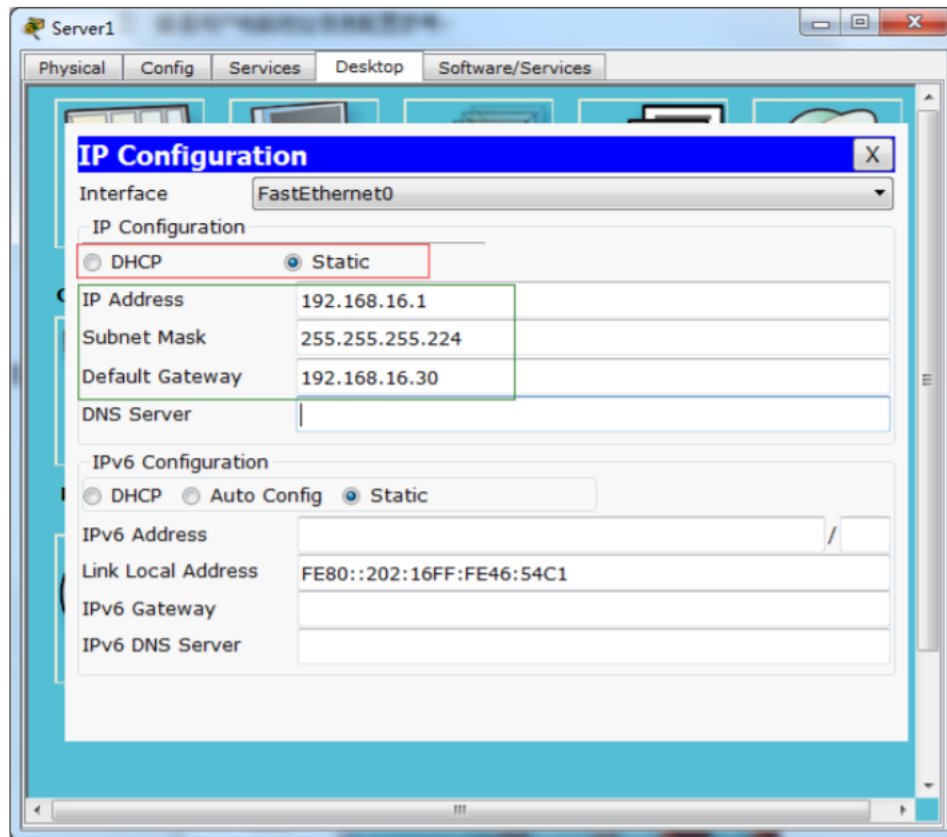 Server1
Physical Config Services Desktop Software/Services
IP Configuration X
Interface FastEthernet0
IP Configuration
DHCP Static
IP Address 192.168.16.1
Subnet Mask 255.255.255.224
Default Gateway 192.168.16.30
DNS Server
IPv6 Configuration
DHCP Auto Config Static
IPv6 Address /
Link Local Address FE80::202:16FF:FE46:54C1
IPv6 Gateway
IPv6 DNS Server